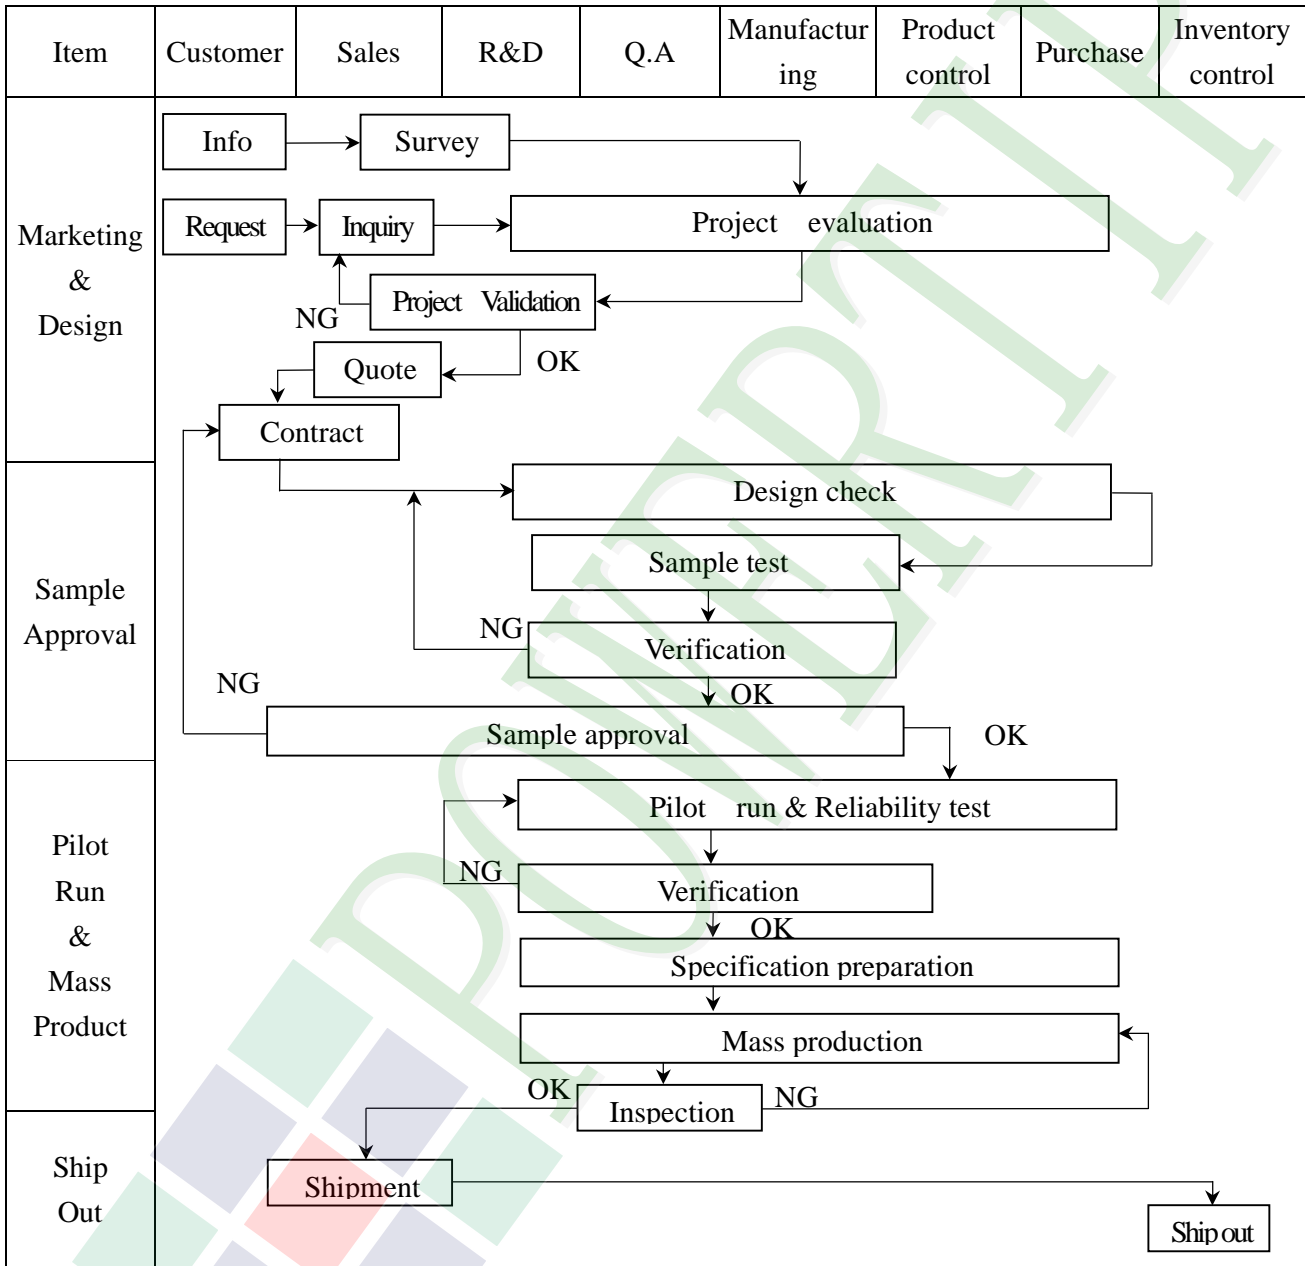 Item
Customer
Sales
R&D
Q.A
Manufactur
ing
Product
control
Purchase
Inventory
control
Marketing
&
Design
Info
Survey
Request
Inquiry
Project evaluation
NG
Project Validation
Quote
OK
Contract
Sample
Approval
Design check
Sample test
NG
Verification
NG
OK
Sample approval
OK
Pilot
Run
&
Mass
Product
Pilot run & Reliability test
NG
Verification
OK
Specification preparation
Mass production
OK
Inspection
NG
Ship
Out
Shipment
Ship out
POWERTIP